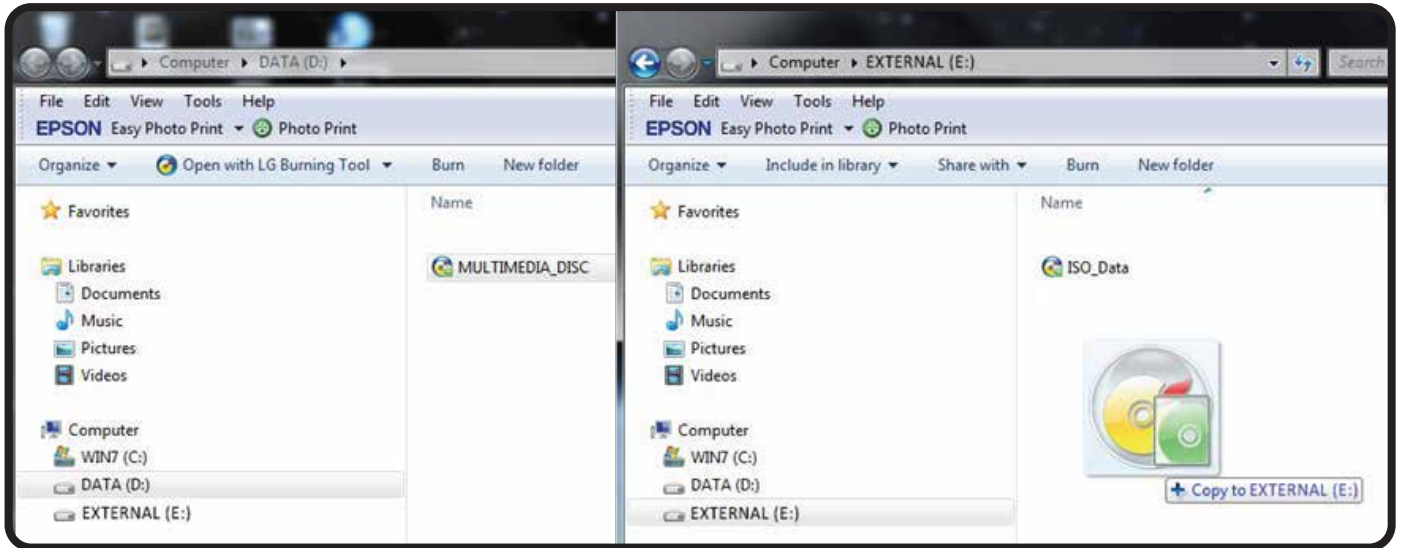 Computer ▸ DATA (D:) ▸
File Edit View Tools Help
EPSON Easy Photo Print Photo Print
Organize Open with LG Burning Tool Burn New folder
Favorites
Libraries
Documents
Music
Pictures
Videos
Computer
WIN7 (C:)
DATA (D:)
EXTERNAL (E:)
Name
MULTIMEDIA_DISC
Computer ▸ EXTERNAL (E:)
Search
File Edit View Tools Help
EPSON Easy Photo Print Photo Print
Organize Include in library Share with Burn New folder
Favorites
Libraries
Documents
Music
Pictures
Videos
Computer
WIN7 (C:)
DATA (D:)
EXTERNAL (E:)
Name
ISO_Data
Copy to EXTERNAL (E:)